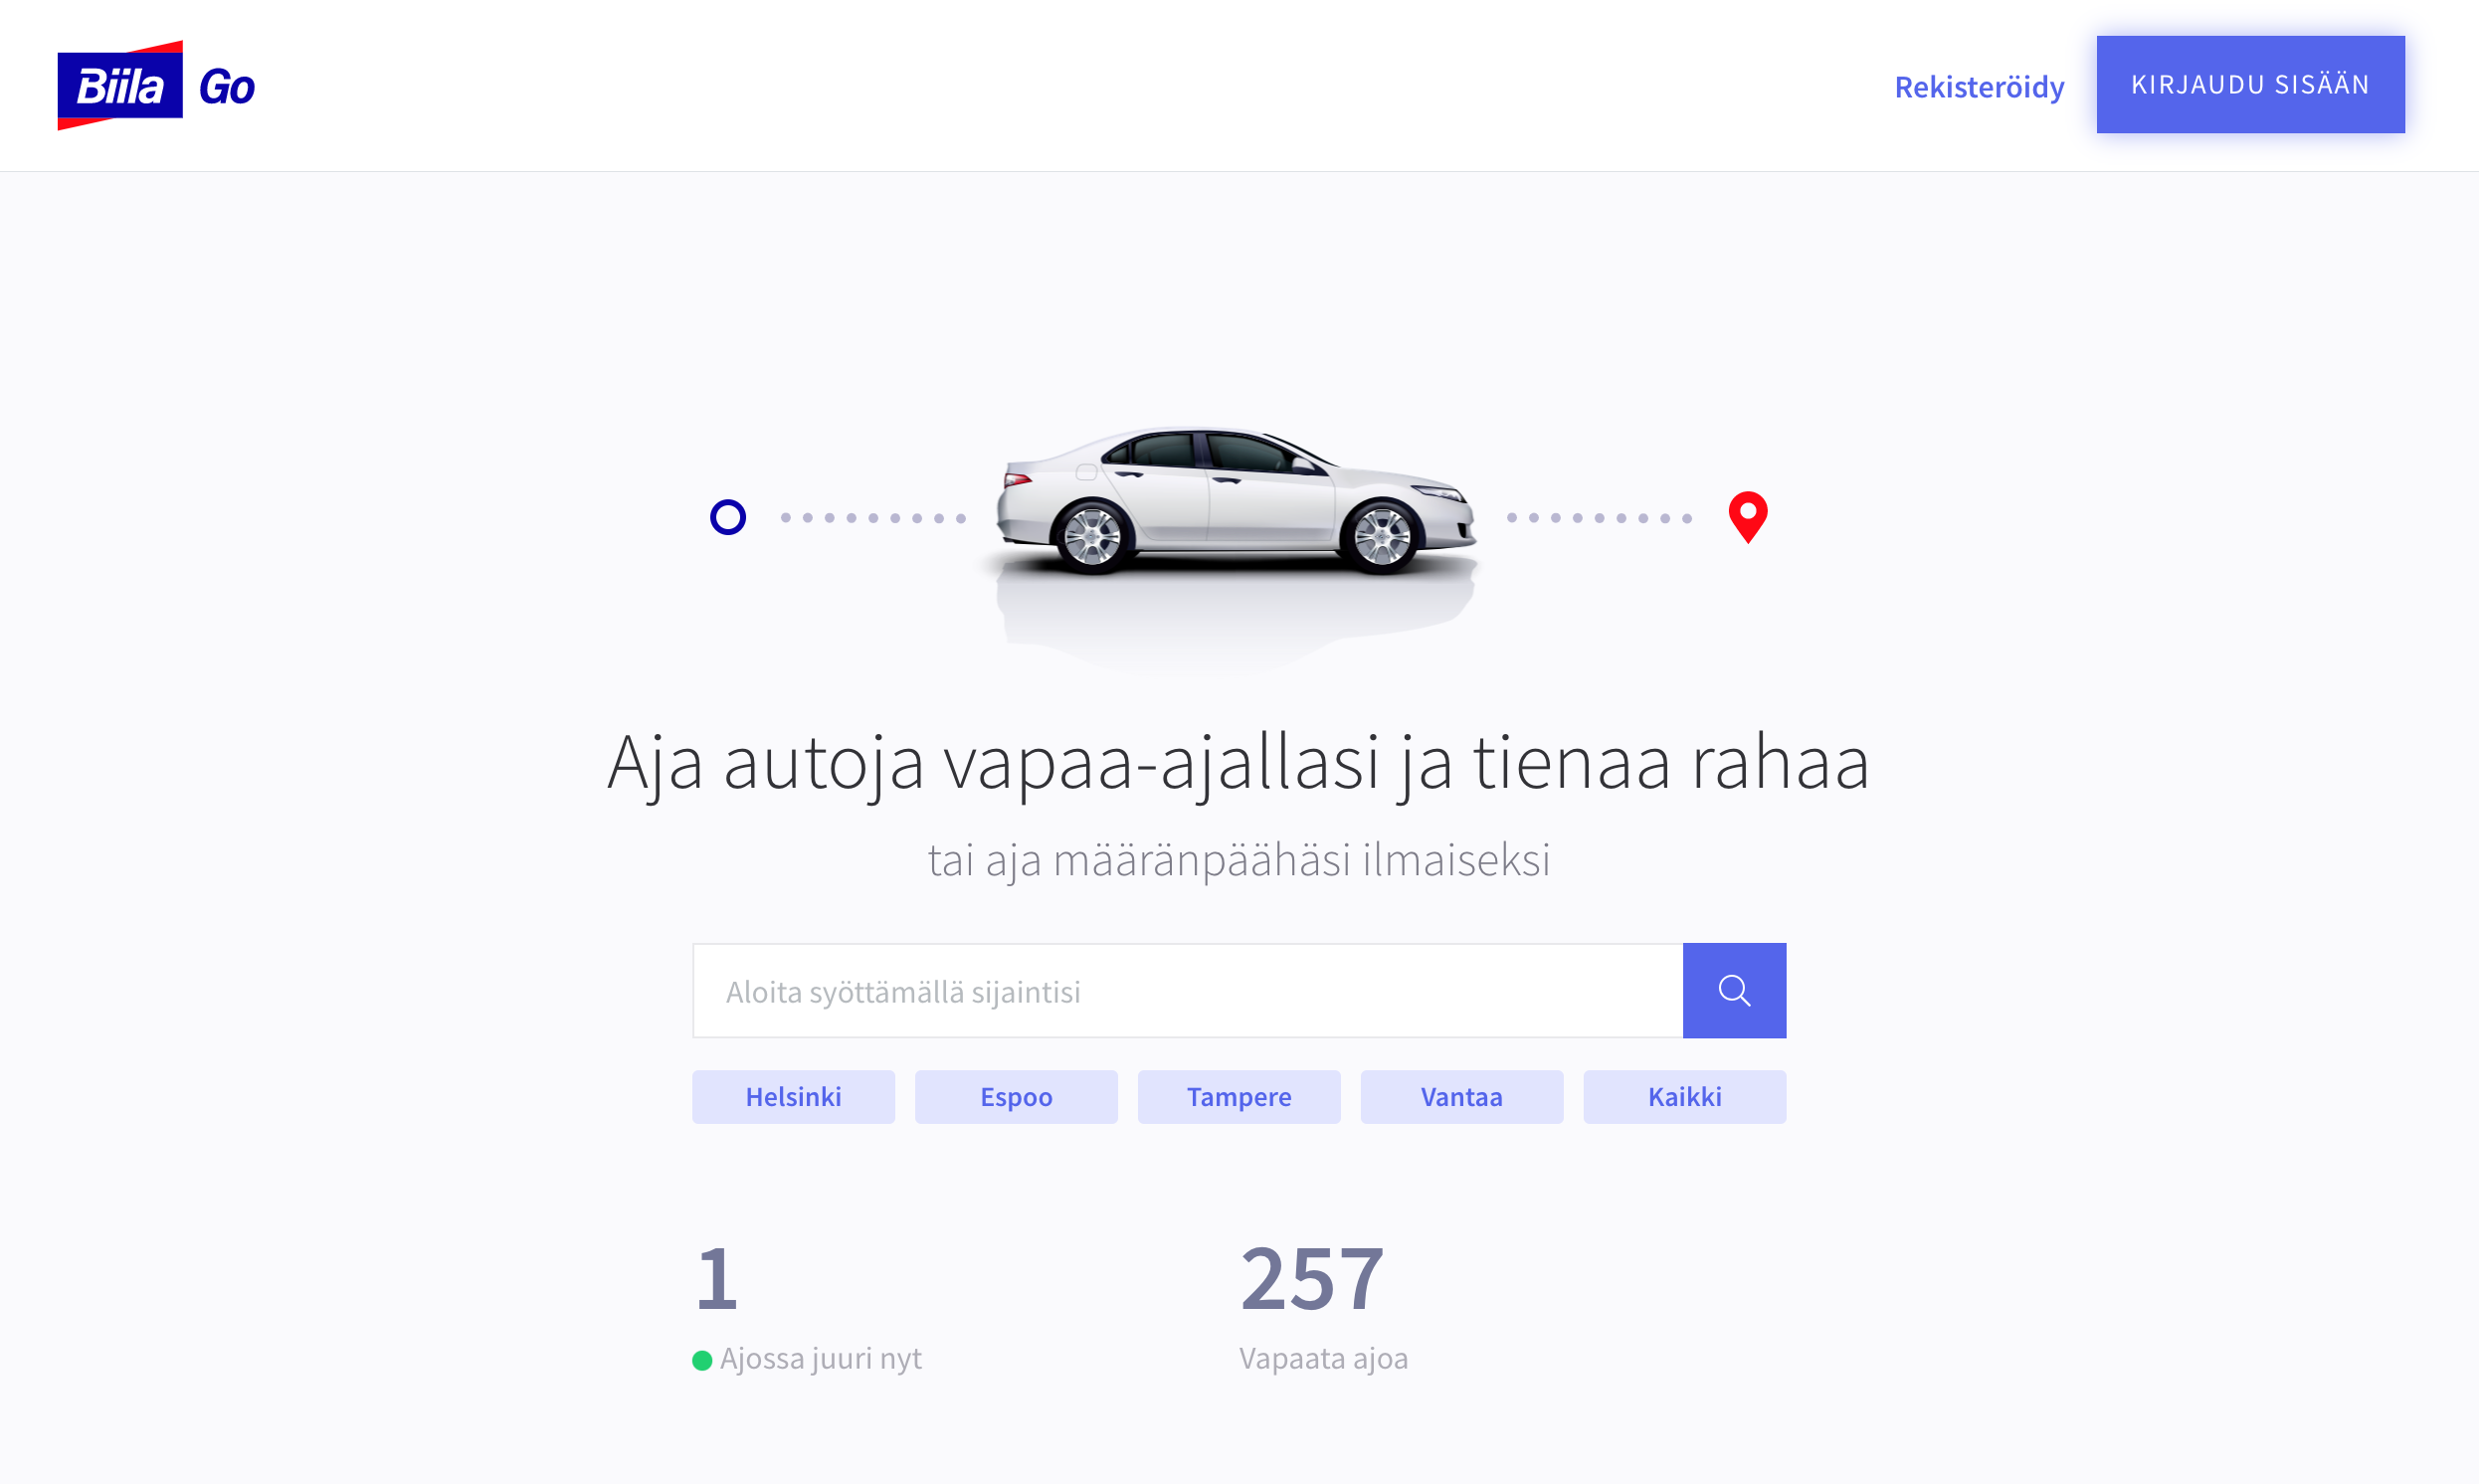 Biila Go
Rekisteröidy
KIRJAUDU SISÄÄN
Aja autoja vapaa-ajallasi ja tienaa rahaa
tai aja määränpäähäsi ilmaiseksi
Aloita syöttämällä sijaintisi
Helsinki
Espoo
Tampere
Vantaa
Kaikki
1
Ajossa juuri nyt
257
Vapaata ajoa